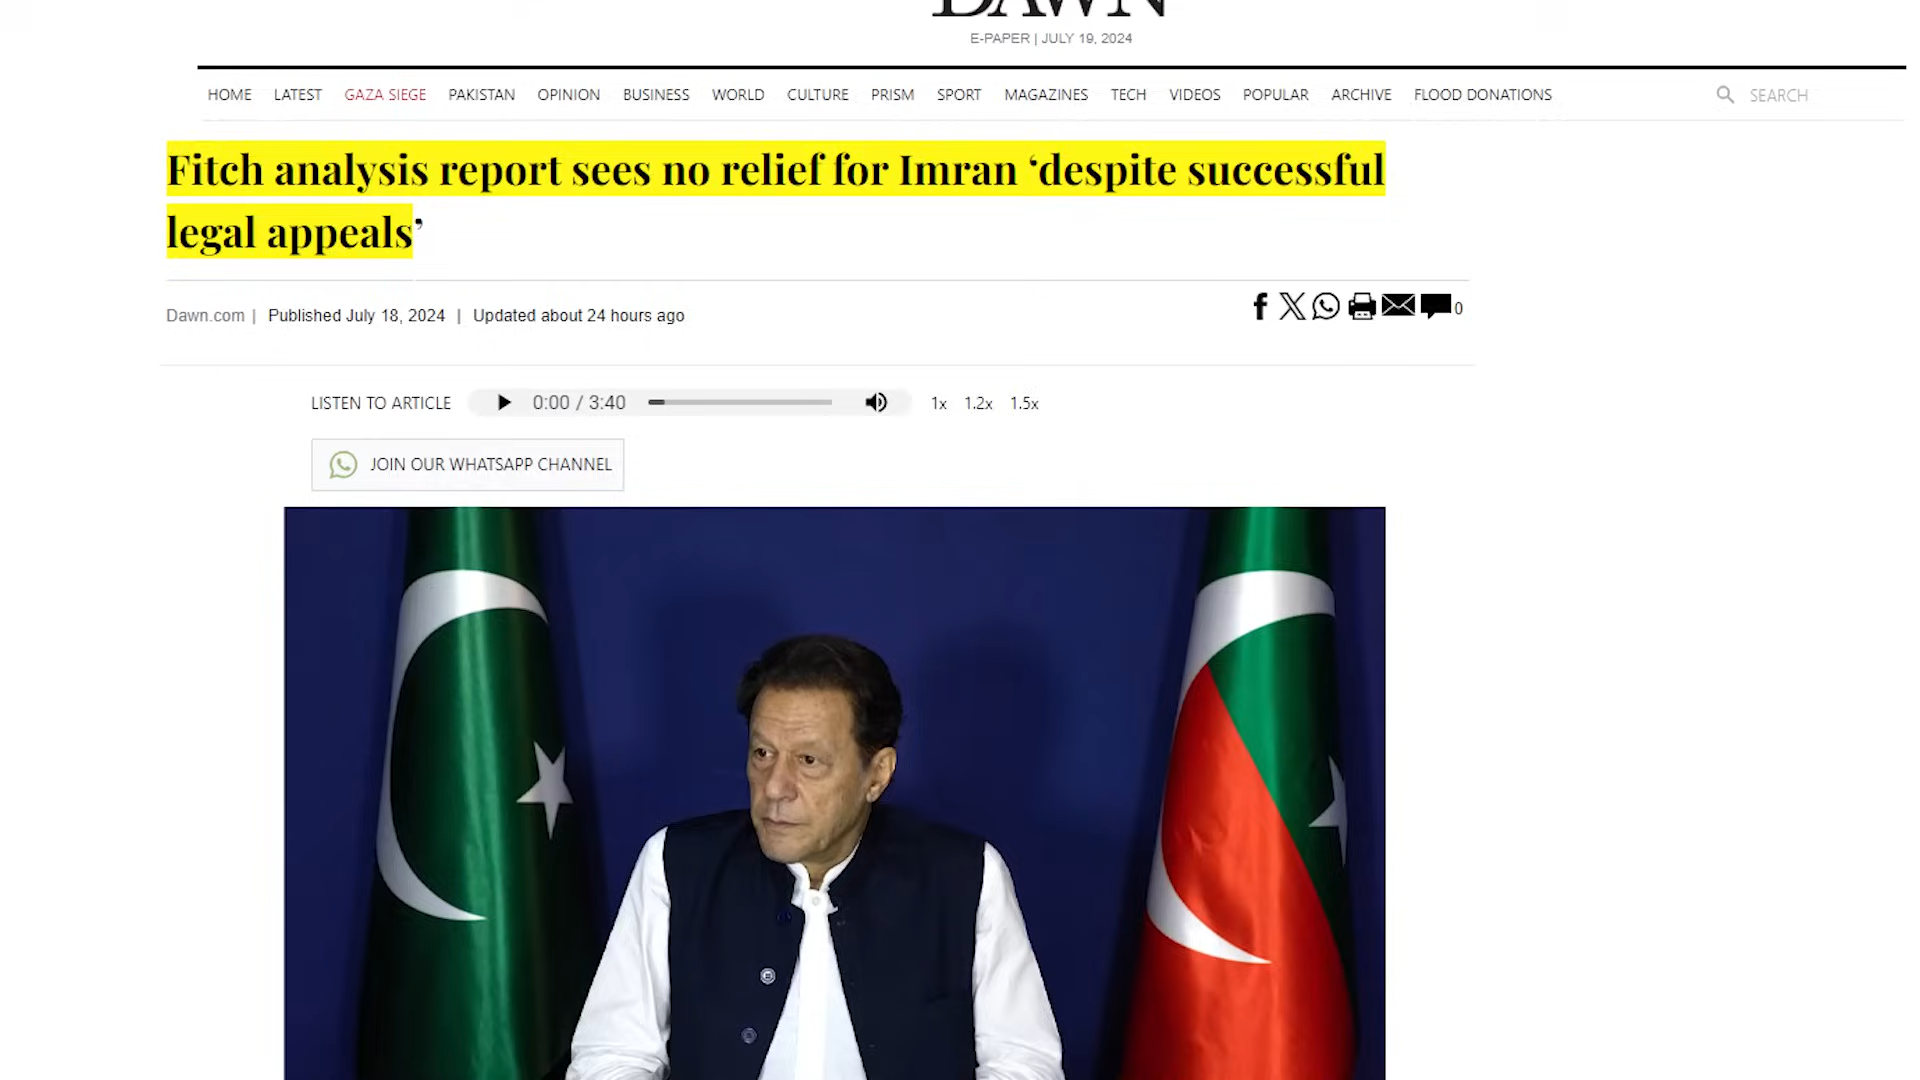 DAWN
E-PAPER | JULY 19, 2024
HOME LATEST GAZA SIEGE PAKISTAN OPINION BUSINESS WORLD CULTURE PRISM SPORT MAGAZINES TECH VIDEOS POPULAR ARCHIVE FLOOD DONATIONS SEARCH
Fitch analysis report sees no relief for Imran ‘despite successful
legal appeals’
Dawn.com | Published July 18, 2024 | Updated about 24 hours ago
0
LISTEN TO ARTICLE 0:00 / 3:40 1x 1.2x 1.5x
JOIN OUR WHATSAPP CHANNEL